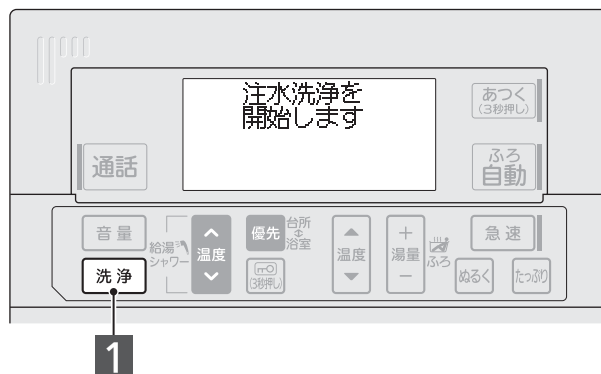 注水洗浄を
開始します
あつく
(3秒押し)
通話
ふろ
自動
音量
給湯
シャワー
温度
優先
台所
浴室
(3秒押し)
温度
湯量
ふろ
急速
ぬるく
たっぷり
洗浄
1